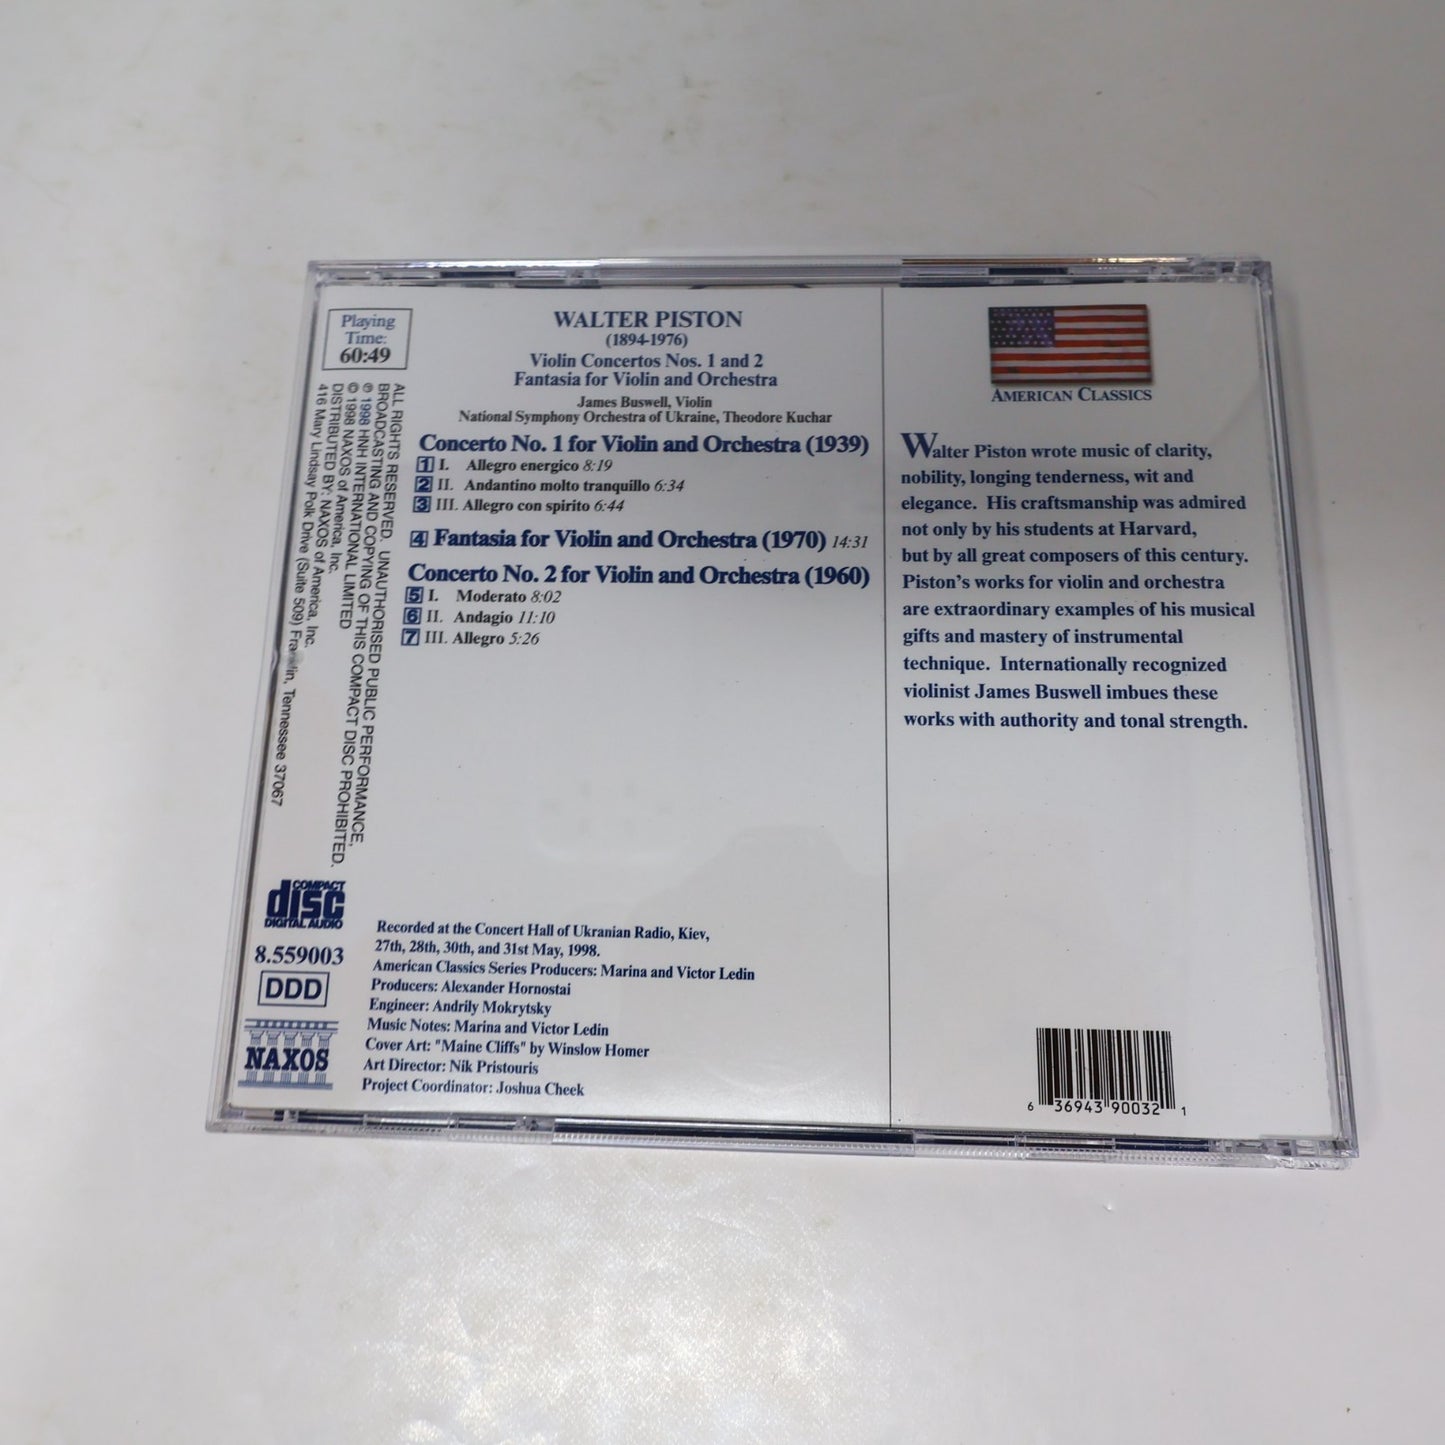 Playing
Time:
60:49
WALTER PISTON
(1894-1976)
Violin Concertos Nos. 1 and 2
Fantasia for Violin and Orchestra
James Buswell, Violin
National Symphony Orchestra of Ukraine, Theodore Kuchar
Concerto No. 1 for Violin and Orchestra (1939)
1 I. Allegro energico 8:19
2 II. Andantino molto tranquillo 6:34
3 III. Allegro con spirito 6:44
4 Fantasia for Violin and Orchestra (1970) 14:31
Concerto No. 2 for Violin and Orchestra (1960)
5 I. Moderato 8:02
6 II. Andagio 11:10
7 III. Allegro 5:26
ALL RIGHTS RESERVED. UNAUTHORISED PUBLIC PERFORMANCE,
BROADCASTING AND COPYING OF THIS COMPACT DISC PROHIBITED.
℗ 1998 HNH INTERNATIONAL LIMITED
© 1998 NAXOS of America, Inc.
DISTRIBUTED BY: NAXOS of America, Inc.
416 Mary Lindsay Polk Drive (Suite 509) Franklin, Tennessee 37067
COMPACT
disc
DIGITAL AUDIO
8.559003
DDD
NAXOS
Recorded at the Concert Hall of Ukranian Radio, Kiev,
27th, 28th, 30th, and 31st May, 1998.
American Classics Series Producers: Marina and Victor Ledin
Producers: Alexander Hornostai
Engineer: Andrily Mokrytsky
Music Notes: Marina and Victor Ledin
Cover Art: "Maine Cliffs" by Winslow Homer
Art Director: Nik Pristouris
Project Coordinator: Joshua Cheek
AMERICAN CLASSICS
Walter Piston wrote music of clarity,
nobility, longing tenderness, wit and
elegance. His craftsmanship was admired
not only by his students at Harvard,
but by all great composers of this century.
Piston's works for violin and orchestra
are extraordinary examples of his musical
gifts and mastery of instrumental
technique. Internationally recognized
violinist James Buswell imbues these
works with authority and tonal strength.
6 36943 90032 1